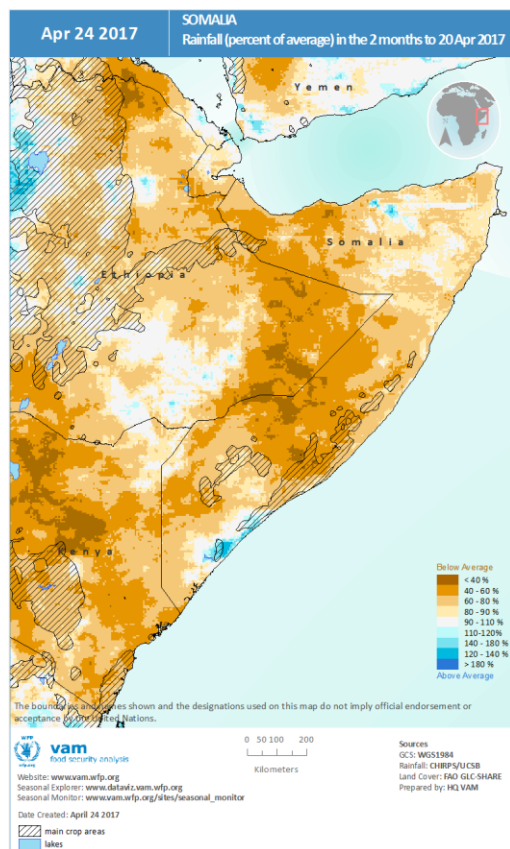 Apr 24 2017
SOMALIA
Rainfall (percent of average) in the 2 months to 20 Apr 2017
Yemen
Somalia
Ethiopia
Kenya
Below Average
< 40 %
40 - 60 %
60 - 80 %
80 - 90 %
90 - 110 %
110-120%
140 - 180 %
120 - 140 %
> 180 %
Above Average
The boundaries and names shown and the designations used on this map do not imply official endorsement or
acceptance by the United Nations.
WFP
wfp.org
vam
food security analysis
Website: www.vam.wfp.org
Seasonal Explorer: www.dataviz.vam.wfp.org
Seasonal Monitor: www.vam.wfp.org/sites/seasonal_monitor
Date Created: April 24 2017
main crop areas
lakes
0 50 100 200
Kilometers
Sources
GCS: WGS1984
Rainfall: CHIRPS/UCSB
Land Cover: FAO GLC-SHARE
Prepared by: HQ VAM